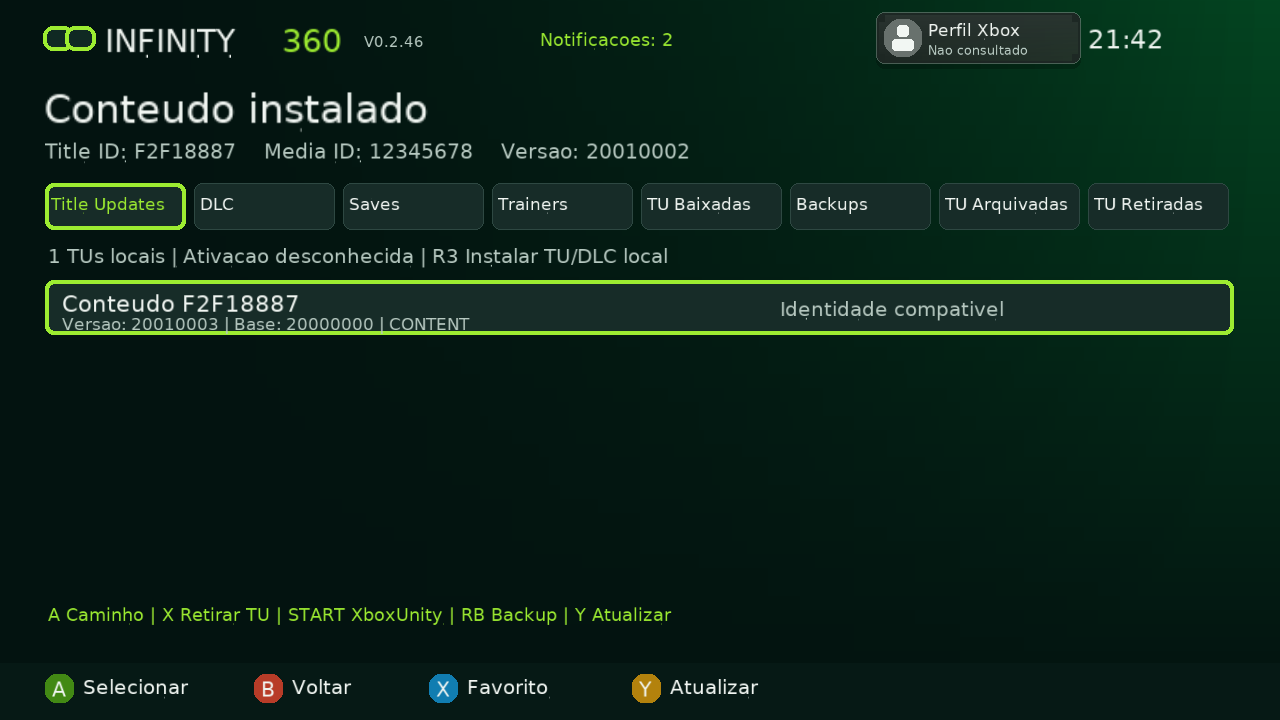 INFINITY 360 V0.2.46 Notificacoes: 2 Perfil Xbox 21:42
Nao consultado
Conteudo instalado
Title ID: F2F18887 Media ID: 12345678 Versao: 20010002
Title Updates DLC Saves Trainers TU Baixadas Backups TU Arquivadas TU Retiradas
1 TUs locais | Ativacao desconhecida | R3 Instalar TU/DLC local
Conteudo F2F18887 Identidade compativel
Versao: 20010003 | Base: 20000000 | CONTENT
A Caminho | X Retirar TU | START XboxUnity | RB Backup | Y Atualizar
A Selecionar B Voltar X Favorito Y Atualizar